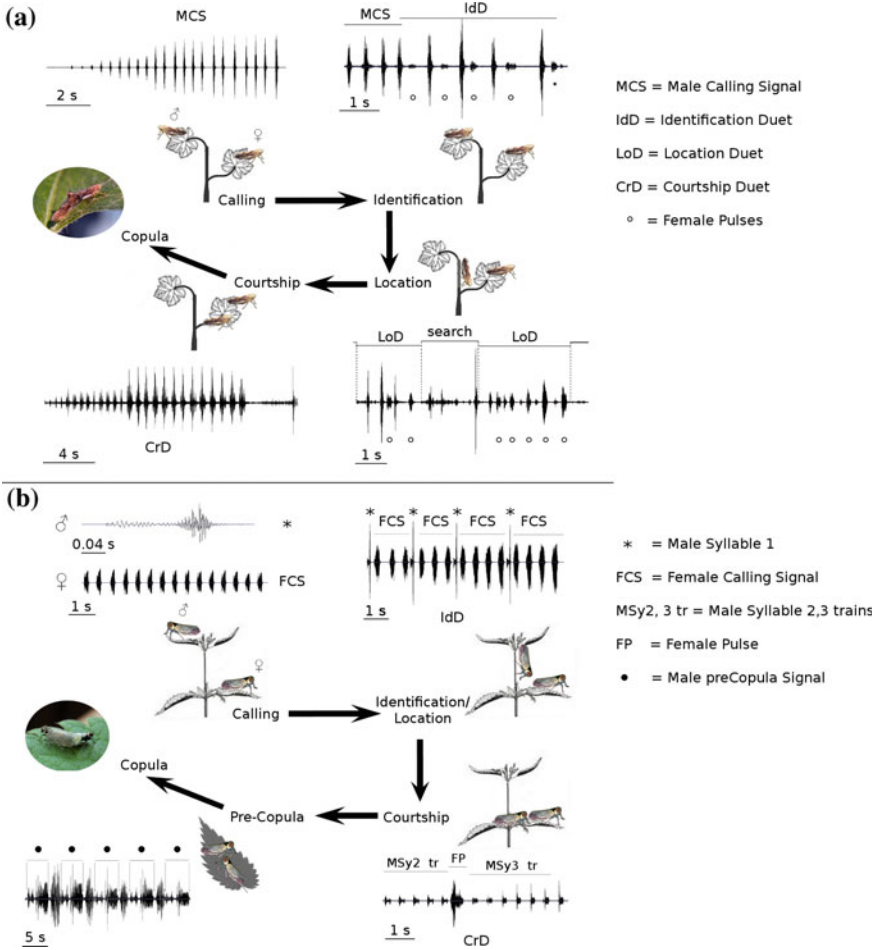 (a)
MCS
2 s
MCS IdD
1 s
♂
♀
Calling
Identification
Copula
Courtship
Location
LoD search LoD
4 s
CrD
1 s
MCS = Male Calling Signal
IdD = Identification Duet
LoD = Location Duet
CrD = Courtship Duet
° = Female Pulses
(b)
♂
*
0.04 s
♀
FCS
1 s
* * * *
FCS FCS FCS FCS
1 s
IdD
♂
♀
Calling
Identification/
Location
Copula
Pre-Copula
Courtship
• • • • •
5 s
MSy2 tr FP MSy3 tr
1 s
CrD
* = Male Syllable 1
FCS = Female Calling Signal
MSy2, 3 tr = Male Syllable 2,3 trains
FP = Female Pulse
• = Male preCopula Signal